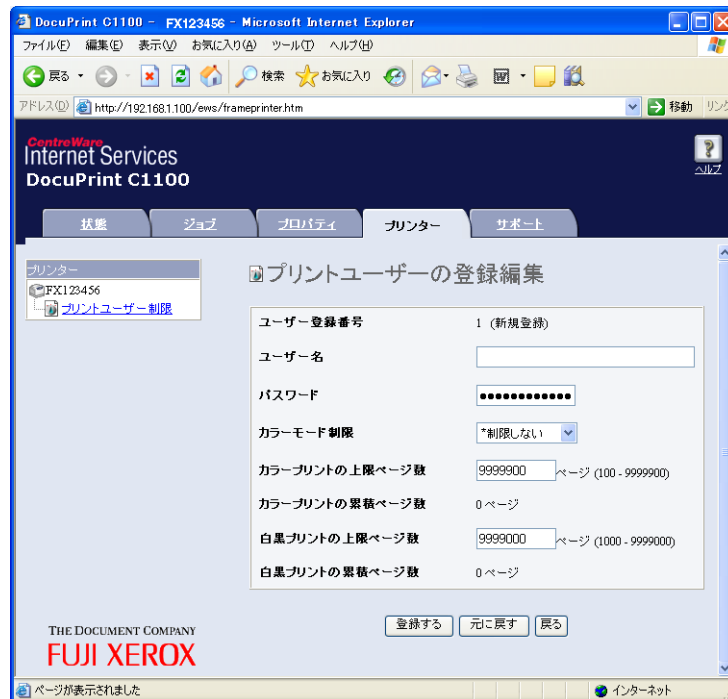 DocuPrint C1100 - FX123456 - Microsoft Internet Explorer
ファイル(F) 編集(E) 表示(V) お気に入り(A) ツール(T) ヘルプ(H)
戻る 検索 お気に入り
アドレス(D) http://192.168.1.100/ews/frameprinter.htm 移動 リンク
CentreWare
Internet Services
DocuPrint C1100
ヘルプ
状態 ジョブ プロパティ プリンター サポート
プリンター
FX123456
プリントユーザー制限
プリントユーザーの登録編集
ユーザー登録番号 1 (新規登録)
ユーザー名
パスワード ●●●●●●●●●●●●
カラーモード制限 *制限しない
カラープリントの上限ページ数 9999900 ページ (100 - 9999900)
カラープリントの累積ページ数 0 ページ
白黒プリントの上限ページ数 9999000 ページ (1000 - 9999000)
白黒プリントの累積ページ数 0 ページ
登録する 元に戻す 戻る
THE DOCUMENT COMPANY
FUJI XEROX
ページが表示されました インターネット